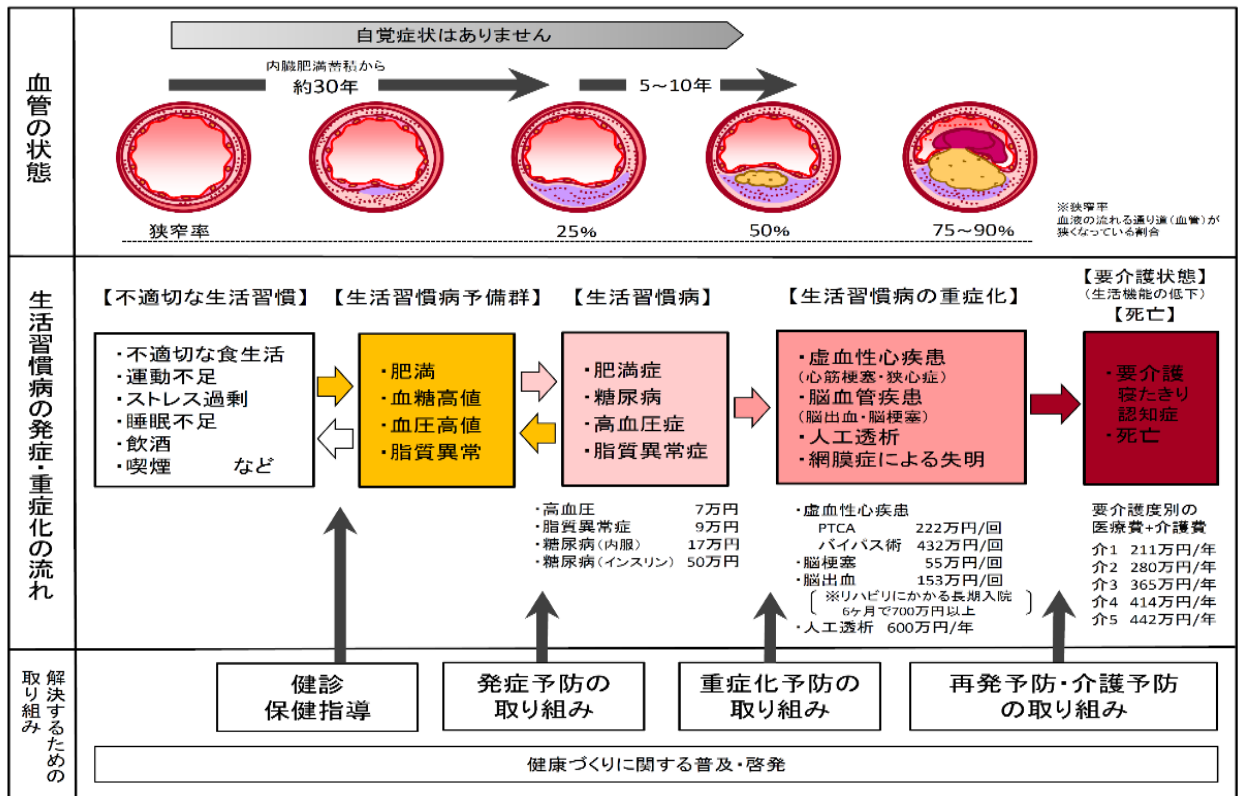 血管の状態
自覚症状はありません
内臓肥満蓄積から
約30年
5～10年
狭窄率
25%
50%
75～90%
※狭窄率
血液の流れる通り道(血管)が
狭くなっている割合
生活習慣病の発症・重症化の流れ
【不適切な生活習慣】
・不適切な食生活
・運動不足
・ストレス過剰
・睡眠不足
・飲酒
・喫煙 など
【生活習慣病予備群】
・肥満
・血糖高値
・血圧高値
・脂質異常
【生活習慣病】
・肥満症
・糖尿病
・高血圧症
・脂質異常症
・高血圧 7万円
・脂質異常症 9万円
・糖尿病(内服) 17万円
・糖尿病(インスリン) 50万円
【生活習慣病の重症化】
・虚血性心疾患
(心筋梗塞・狭心症)
・脳血管疾患
(脳出血・脳梗塞)
・人工透析
・網膜症による失明
・虚血性心疾患
PTCA 222万円/回
バイパス術 432万円/回
・脳梗塞 55万円/回
・脳出血 153万円/回
※リハビリにかかる長期入院
6ヶ月で700万円以上
・人工透析 600万円/年
【要介護状態】
(生活機能の低下)
【死亡】
・要介護
寝たきり
認知症
・死亡
要介護度別の
医療費+介護費
介1 211万円/年
介2 280万円/年
介3 365万円/年
介4 414万円/年
介5 442万円/年
解決するための
取り組み
健診
保健指導
発症予防の
取り組み
重症化予防の
取り組み
再発予防・介護予防
の取り組み
健康づくりに関する普及・啓発